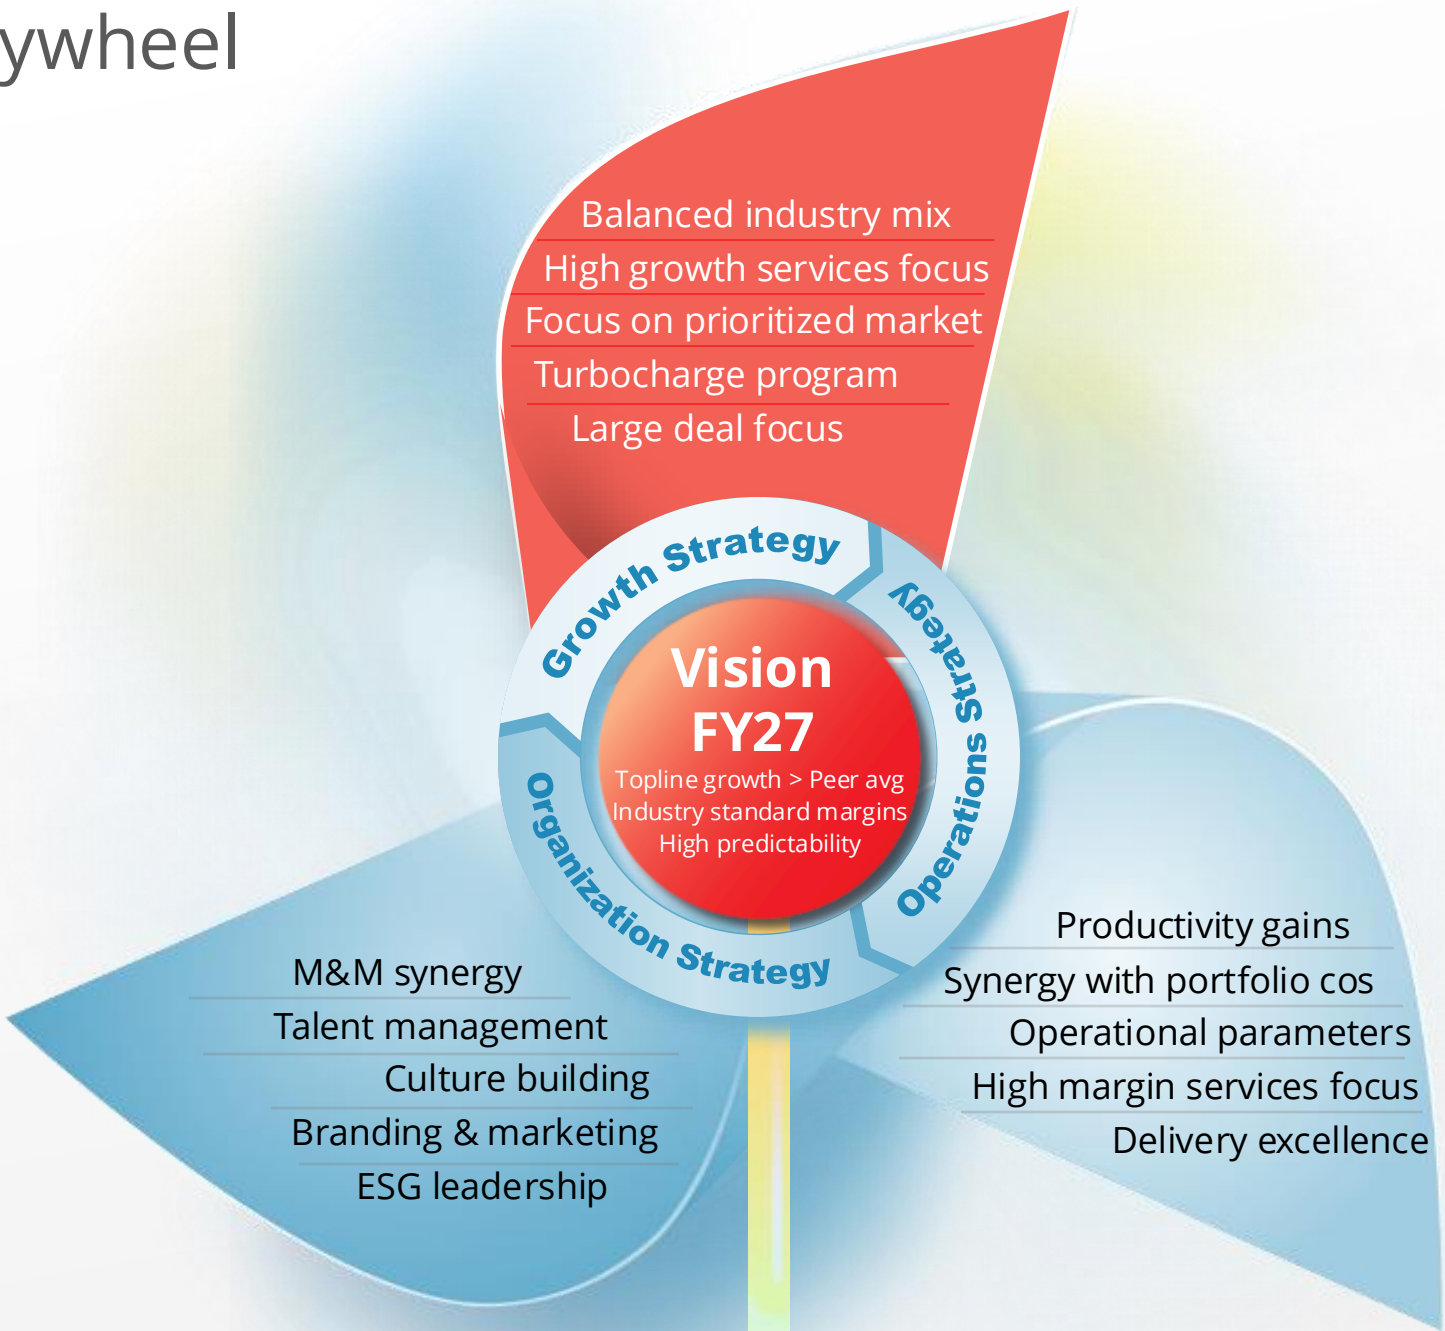 ywheel
Balanced industry mix
High growth services focus
Focus on prioritized market
Turbocharge program
Large deal focus
Growth Strategy
Operations Strategy
Organization Strategy
Vision
FY27
Topline growth > Peer avg
Industry standard margins
High predictability
M&M synergy
Talent management
Culture building
Branding & marketing
ESG leadership
Productivity gains
Synergy with portfolio cos
Operational parameters
High margin services focus
Delivery excellence